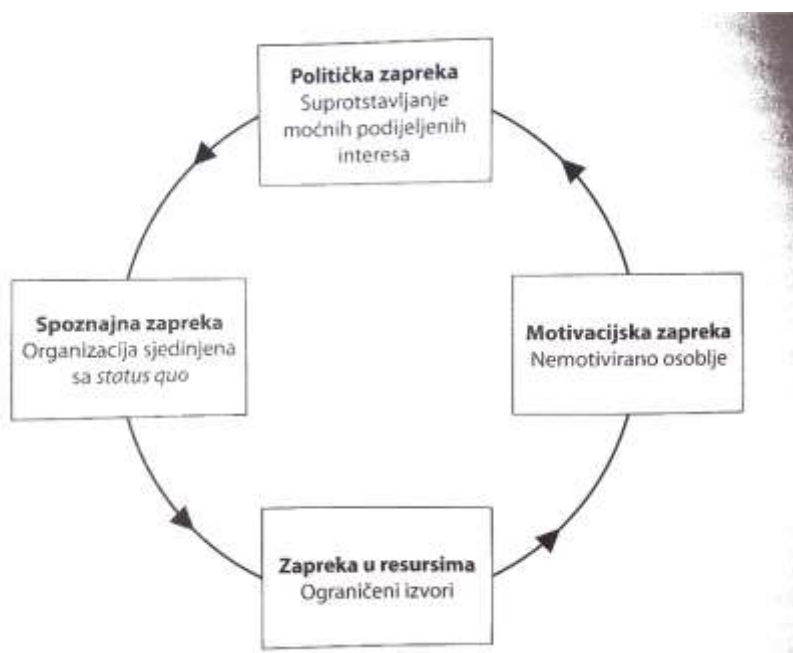 Politička zapreka
Suprotstavljanje
moćnih podijeljenih
interesa
Spoznajna zapreka
Organizacija sjedinjena
sa status quo
Motivacijska zapreka
Nemotivirano osoblje
Zapreka u resursima
Ograničeni izvori